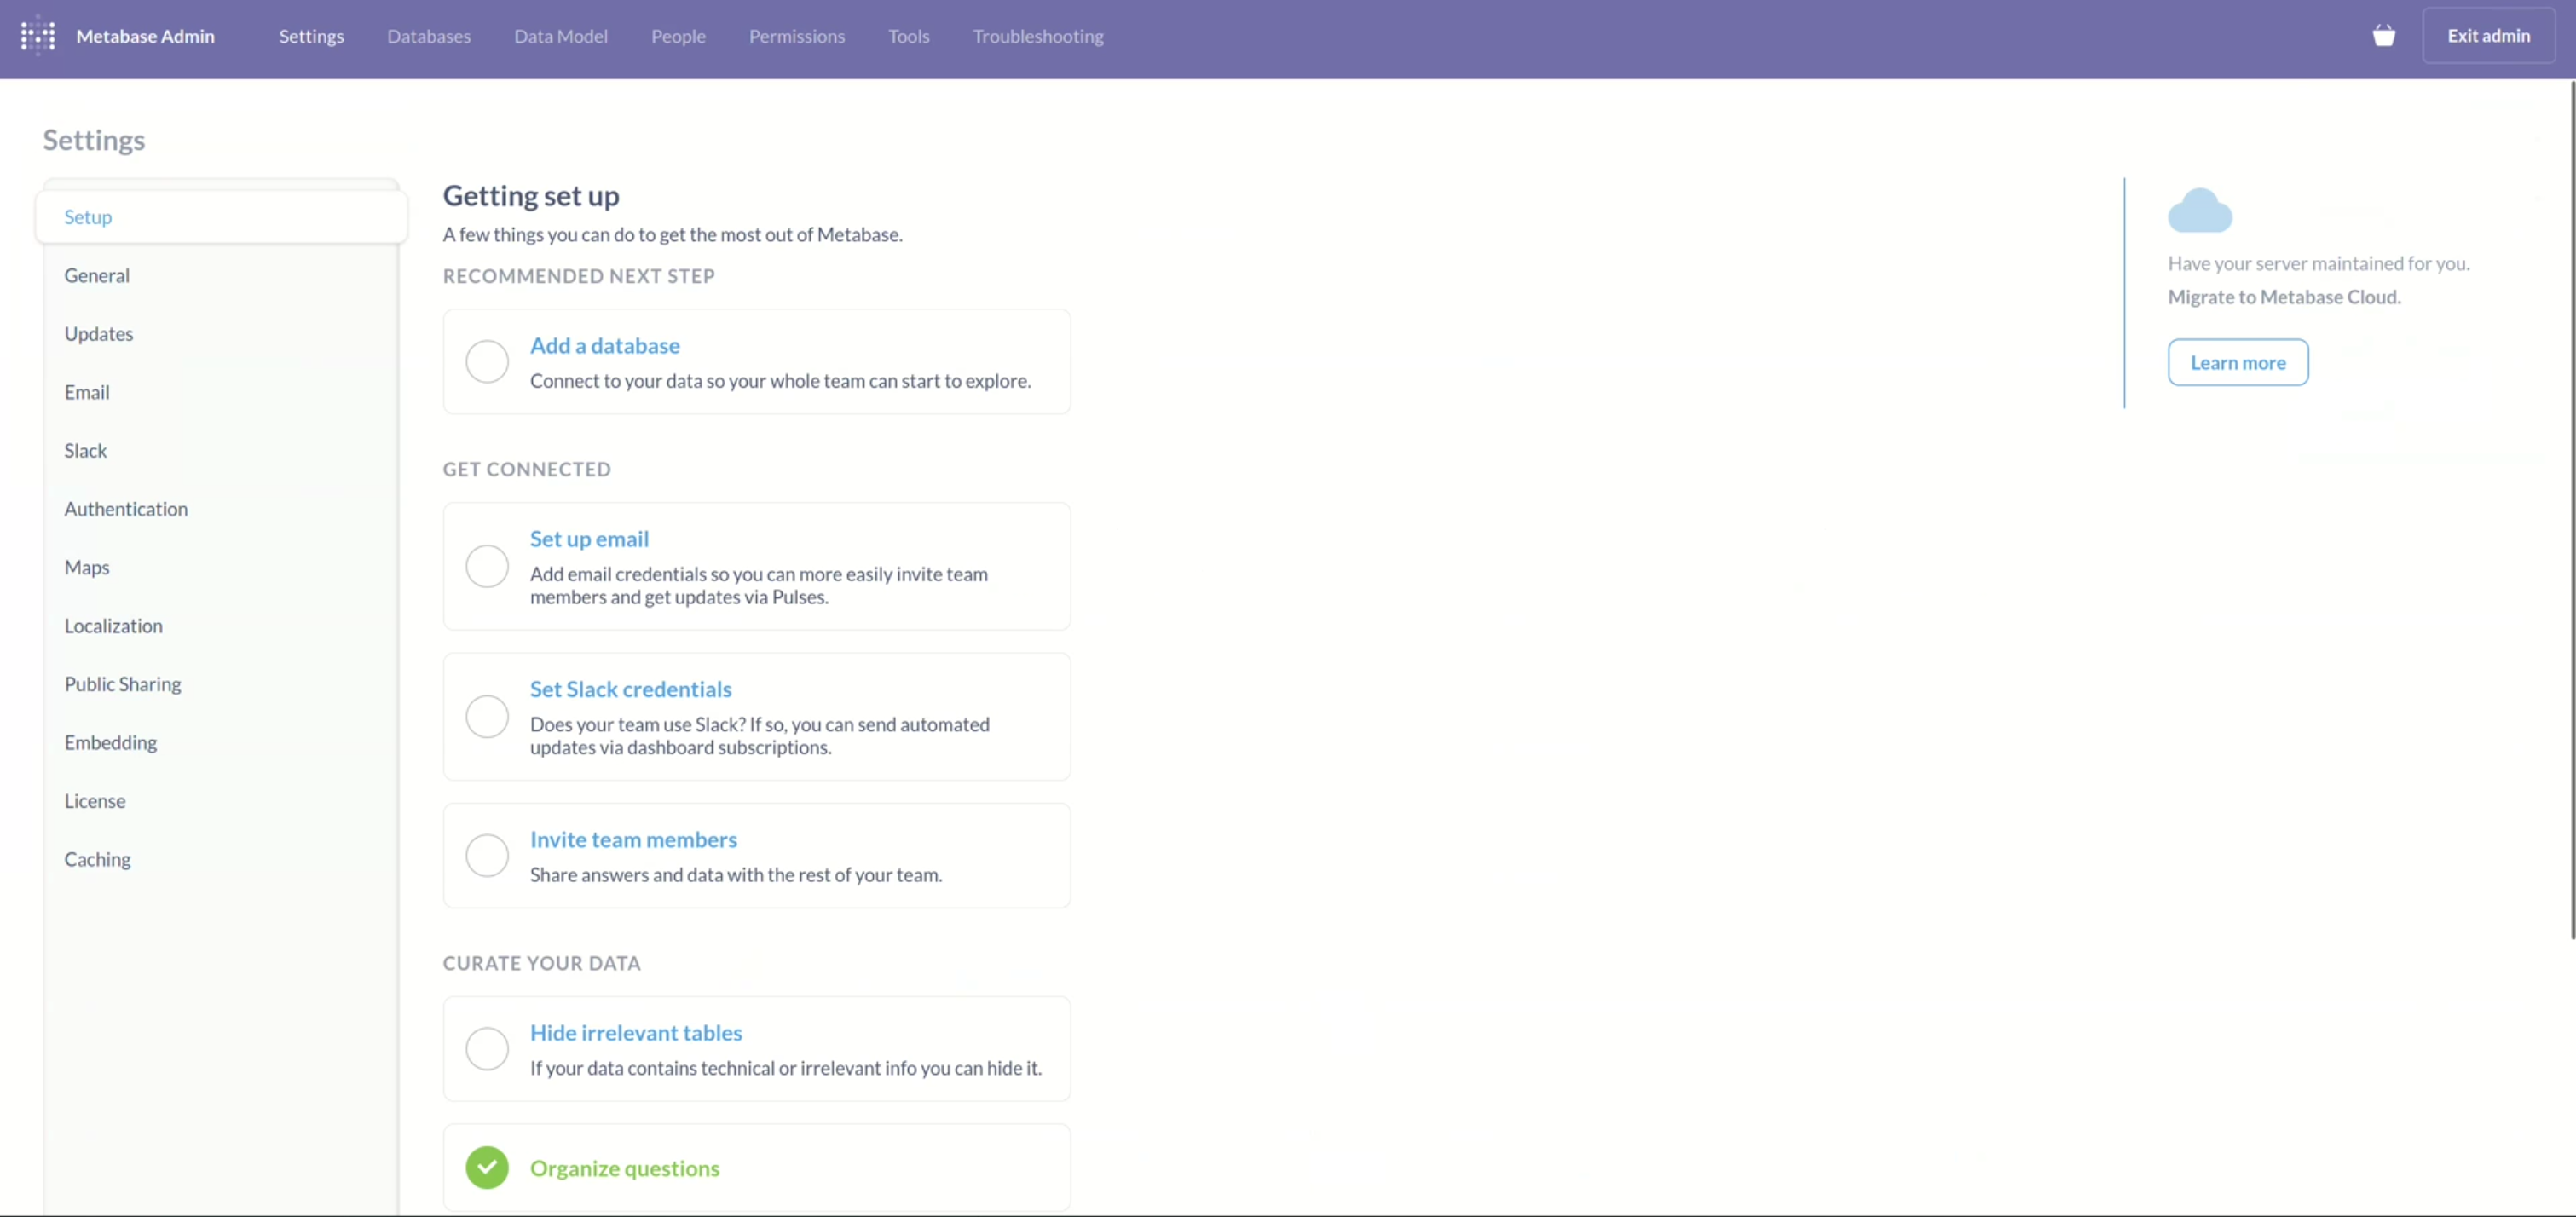 Metabase Admin
Settings
Databases
Data Model
People
Permissions
Tools
Troubleshooting
Exit admin
Settings
Setup
General
Updates
Email
Slack
Authentication
Maps
Localization
Public Sharing
Embedding
License
Caching
Getting set up
A few things you can do to get the most out of Metabase.
RECOMMENDED NEXT STEP
Add a database
Connect to your data so your whole team can start to explore.
GET CONNECTED
Set up email
Add email credentials so you can more easily invite team
members and get updates via Pulses.
Set Slack credentials
Does your team use Slack? If so, you can send automated
updates via dashboard subscriptions.
Invite team members
Share answers and data with the rest of your team.
CURATE YOUR DATA
Hide irrelevant tables
If your data contains technical or irrelevant info you can hide it.
Organize questions
Have your server maintained for you.
Migrate to Metabase Cloud.
Learn more